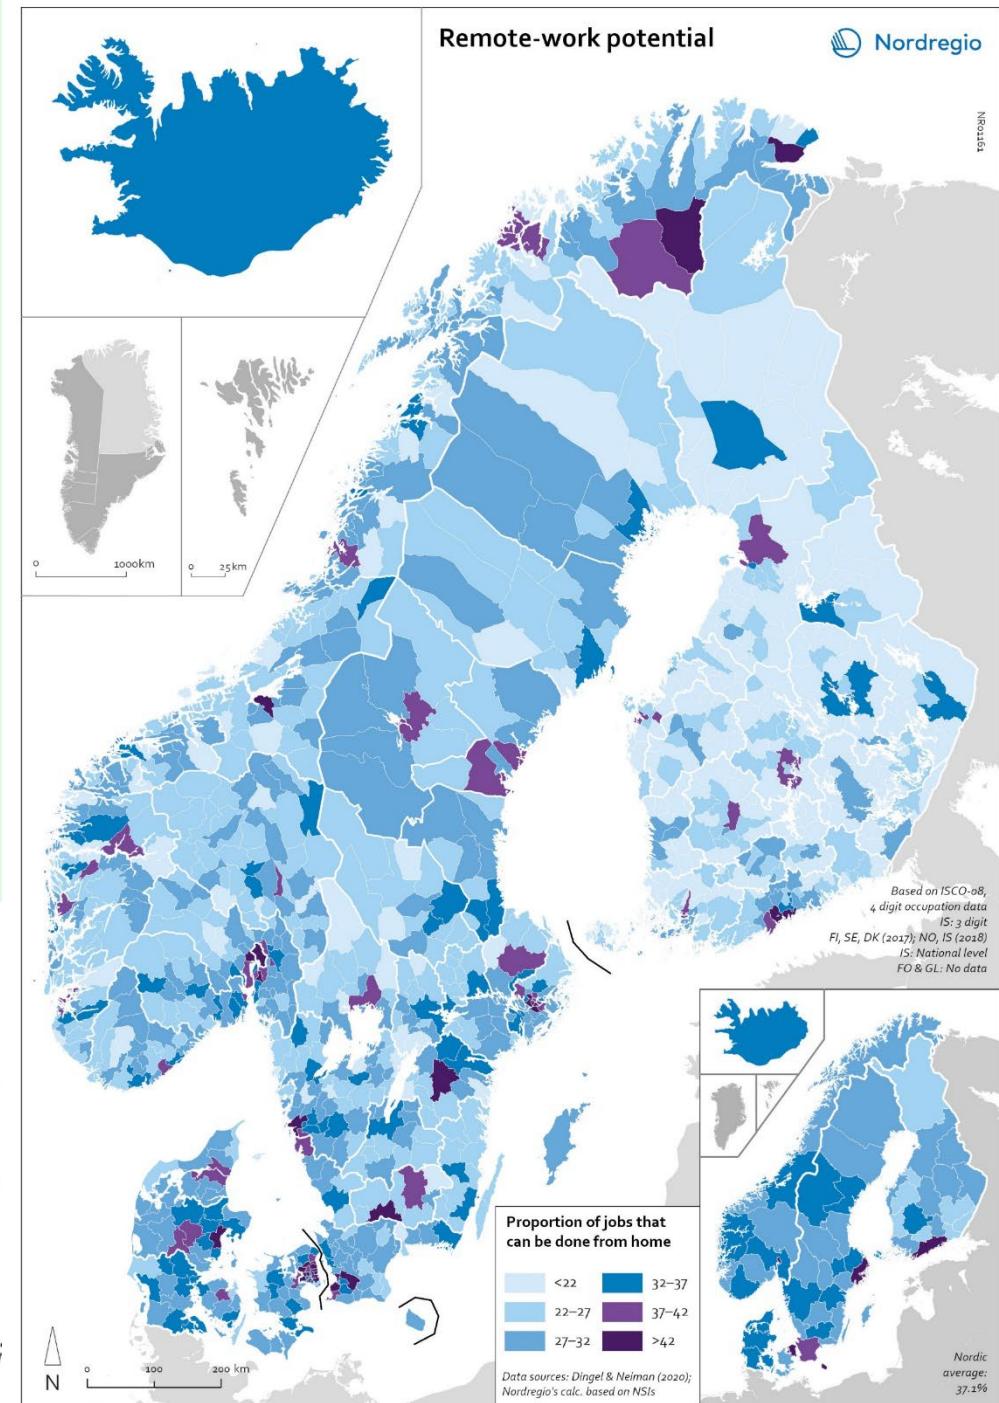 Remote-work potential
Nordregio
NR01161
0 1000km
0 25km
Based on ISCO-08,
4 digit occupation data
IS: 3 digit
FI, SE, DK (2017); NO, IS (2018)
IS: National level
FO & GL: No data
Proportion of jobs that
can be done from home
<22 32–37
22–27 37–42
27–32 >42
Data sources: Dingel & Neiman (2020);
Nordregio's calc. based on NSIs
Nordic
average:
37.1%
N
0 100 200 km